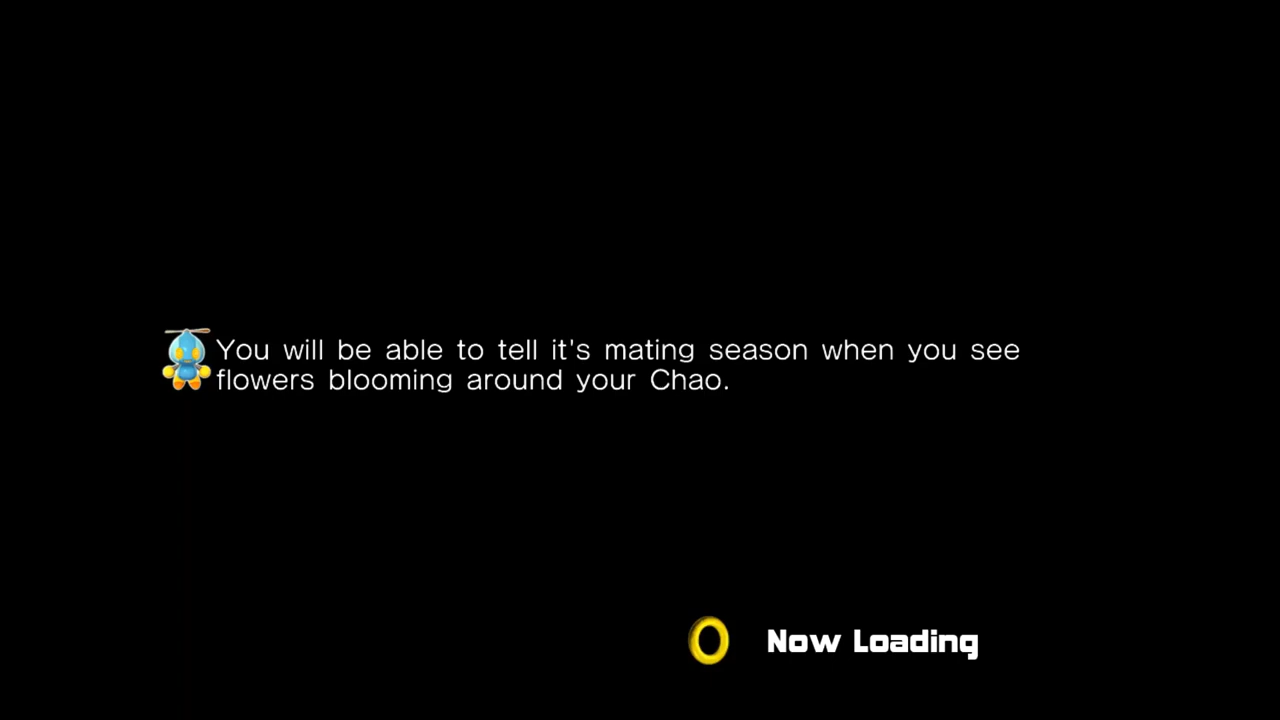 You will be able to tell it's mating season when you see
flowers blooming around your Chao.
Now Loading